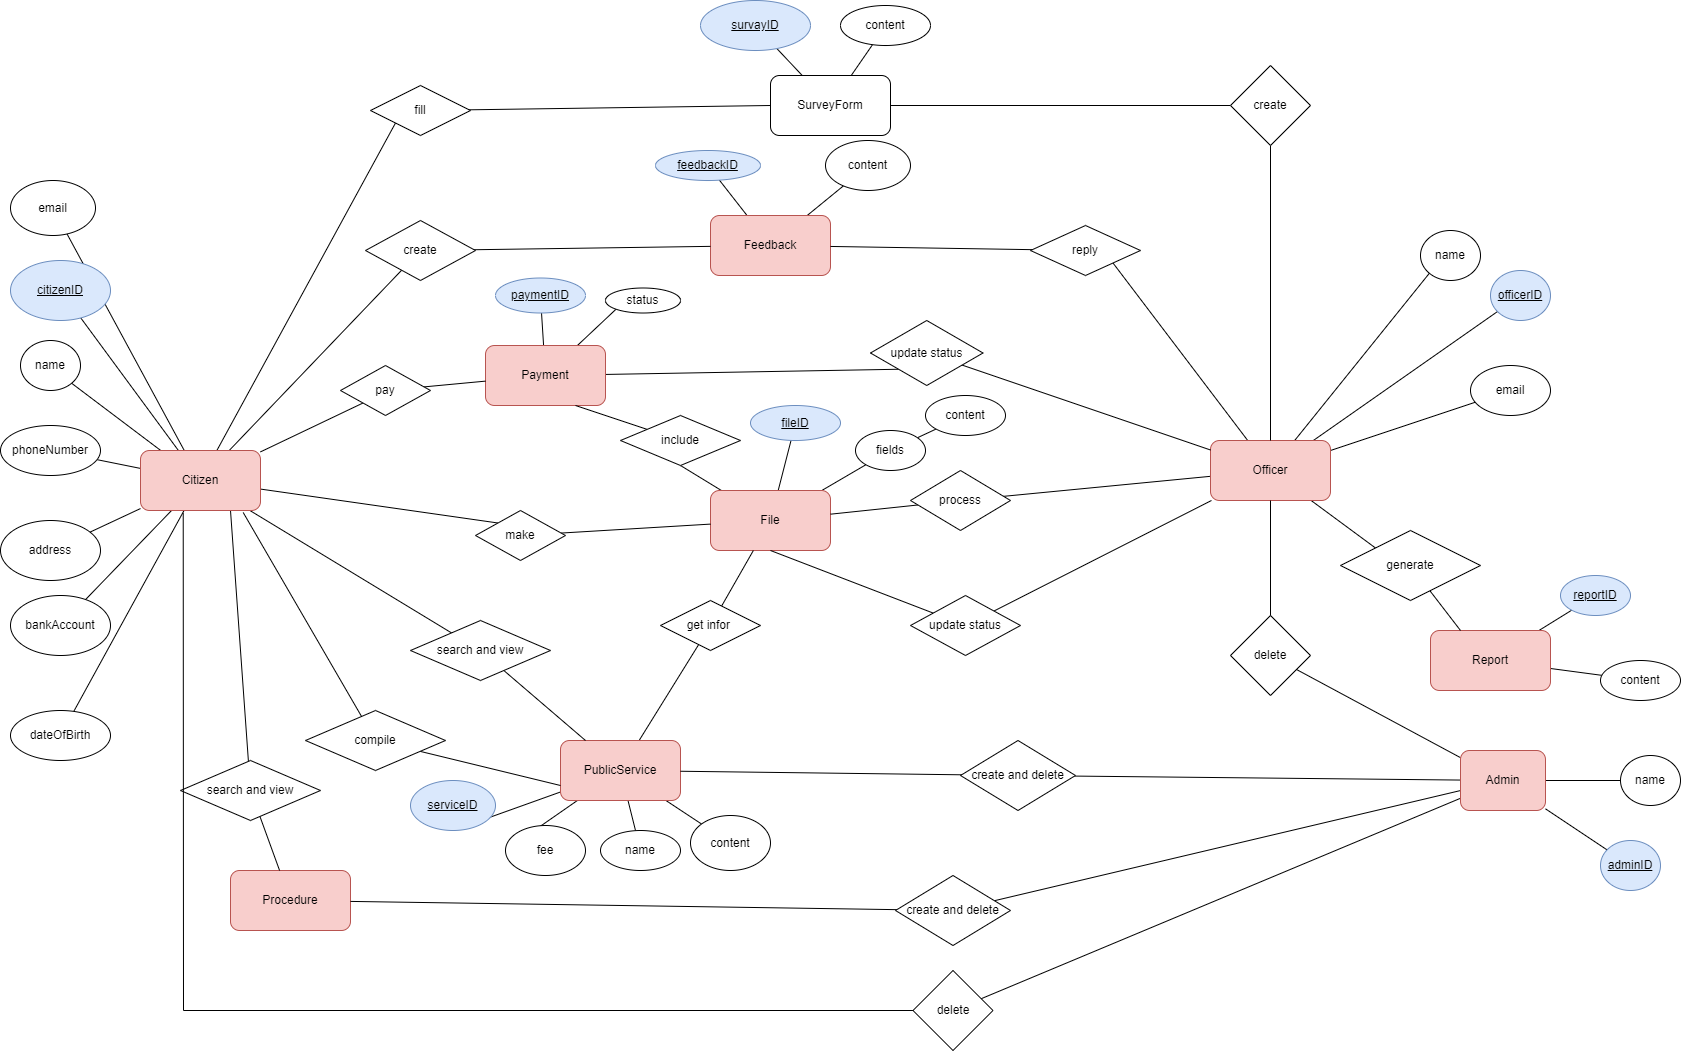 survayID
content
SurveyForm
fill
create
feedbackID
content
email
create
Feedback
reply
name
citizenID
paymentID
status
officerID
update status
name
Payment
pay
email
content
fileID
include
fields
phoneNumber
Officer
Citizen
process
File
make
address
generate
reportID
bankAccount
get infor
update status
search and view
delete
Report
content
dateOfBirth
compile
PublicService
create and delete
Admin
name
search and view
serviceID
fee
name
content
adminID
Procedure
create and delete
delete